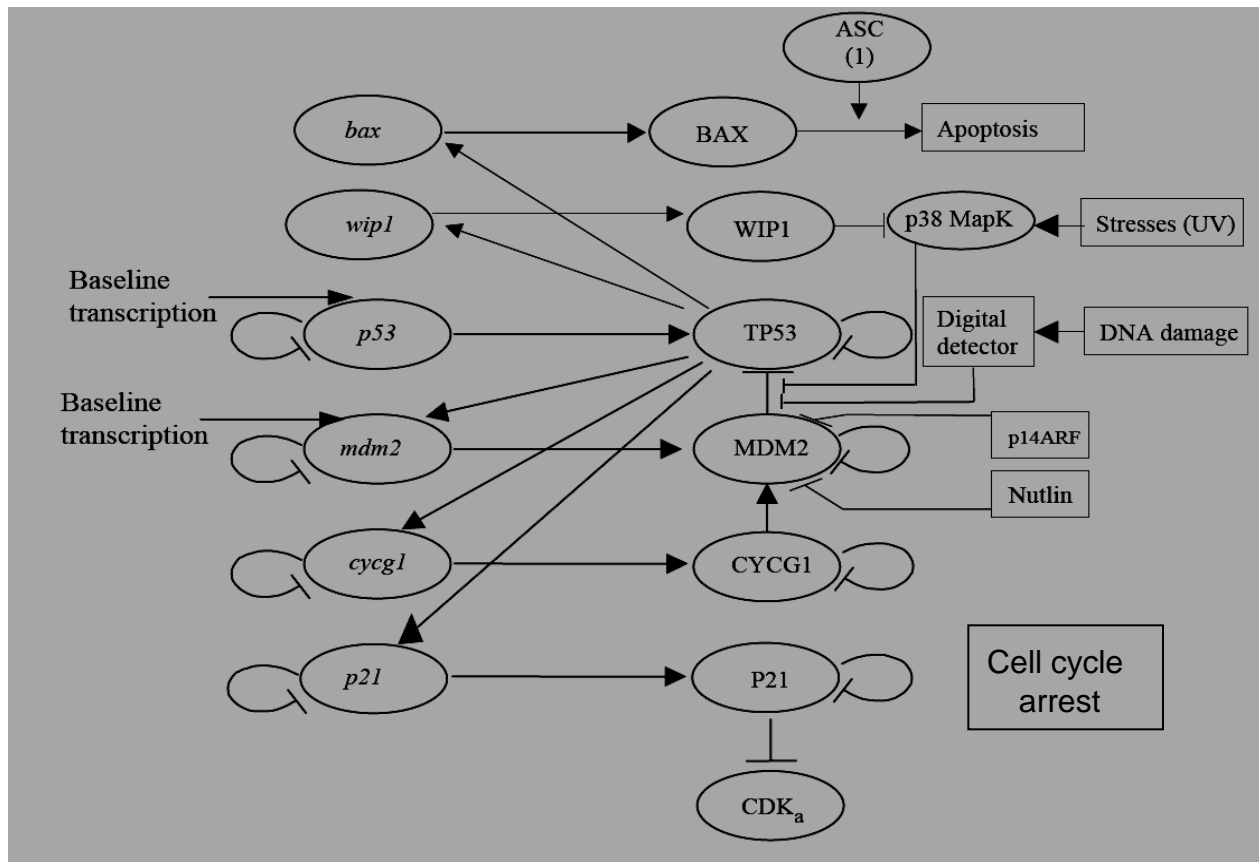 ASC
(1)
bax
BAX
Apoptosis
wip1
WIP1
p38 MapK
Stresses (UV)
Baseline
transcription
p53
TP53
Digital
detector
DNA damage
Baseline
transcription
mdm2
MDM2
p14ARF
Nutlin
cycg1
CYCG1
p21
P21
Cell cycle
arrest
CDKa